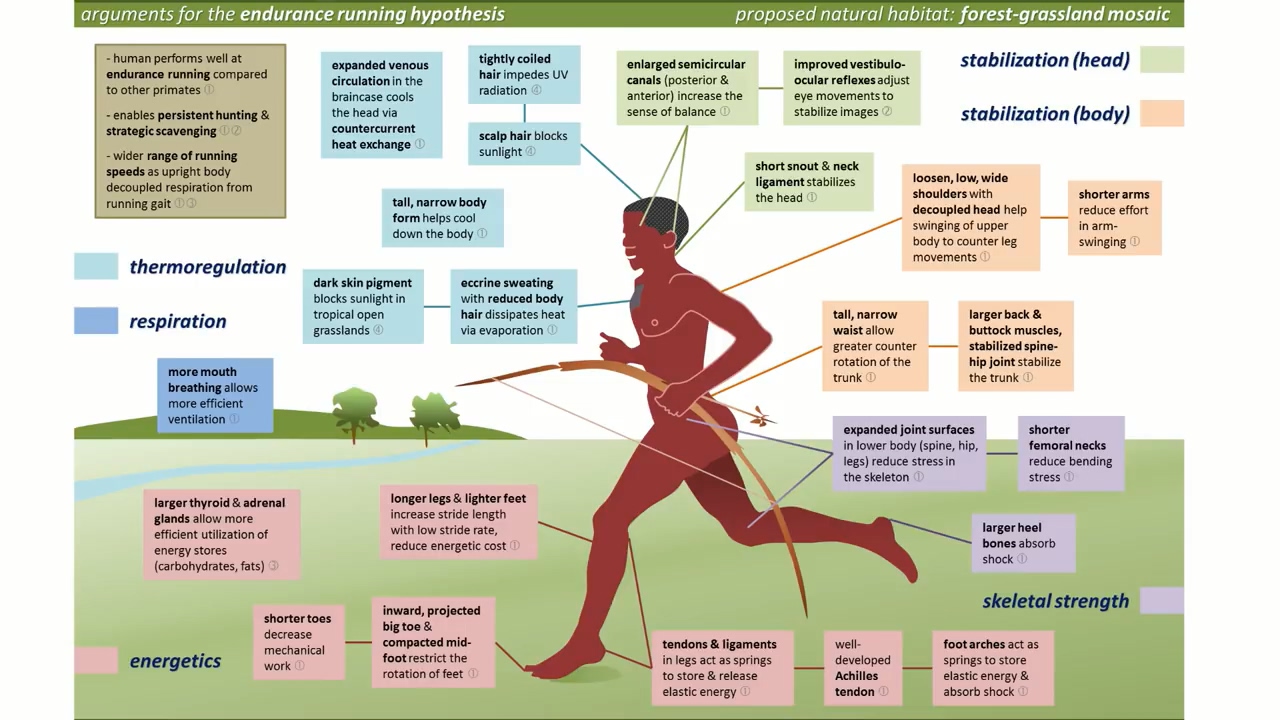 arguments for the endurance running hypothesis
proposed natural habitat: forest-grassland mosaic
- human performs well at
endurance running compared
to other primates ①
- enables persistent hunting &
strategic scavenging ①②
- wider range of running
speeds as upright body
decoupled respiration from
running gait ①③
expanded venous
circulation in the
braincase cools
the head via
countercurrent
heat exchange ①
tightly coiled
hair impedes UV
radiation ④
scalp hair blocks
sunlight ④
enlarged semicircular
canals (posterior &
anterior) increase the
sense of balance ①
improved vestibulo-
ocular reflexes adjust
eye movements to
stabilize images ②
stabilization (head)
stabilization (body)
short snout & neck
ligament stabilizes
the head ①
loosen, low, wide
shoulders with
decoupled head help
swinging of upper
body to counter leg
movements ①
shorter arms
reduce effort
in arm-
swinging ①
tall, narrow body
form helps cool
down the body ①
thermoregulation
respiration
dark skin pigment
blocks sunlight in
tropical open
grasslands ④
eccrine sweating
with reduced body
hair dissipates heat
via evaporation ①
tall, narrow
waist allow
greater counter
rotation of the
trunk ①
larger back &
buttock muscles,
stabilized spine-
hip joint stabilize
the trunk ①
more mouth
breathing allows
more efficient
ventilation ①
expanded joint surfaces
in lower body (spine, hip,
legs) reduce stress in
the skeleton ①
shorter
femoral necks
reduce bending
stress ①
larger thyroid & adrenal
glands allow more
efficient utilization of
energy stores
(carbohydrates, fats) ③
longer legs & lighter feet
increase stride length
with low stride rate,
reduce energetic cost ①
larger heel
bones absorb
shock ①
skeletal strength
shorter toes
decrease
mechanical
work ①
inward, projected
big toe &
compacted mid-
foot restrict the
rotation of feet ①
tendons & ligaments
in legs act as springs
to store & release
elastic energy ①
well-
developed
Achilles
tendon ①
foot arches act as
springs to store
elastic energy &
absorb shock ①
energetics